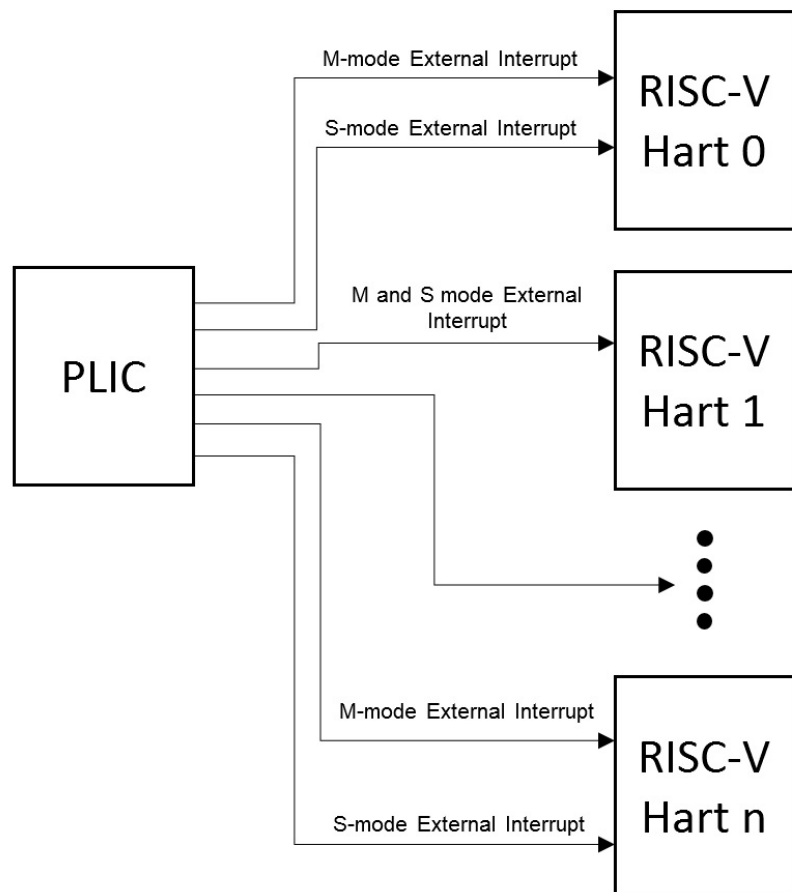 M-mode External Interrupt
RISC-V
Hart 0
S-mode External Interrupt
PLIC
M and S mode External
Interrupt
RISC-V
Hart 1
M-mode External Interrupt
RISC-V
Hart n
S-mode External Interrupt